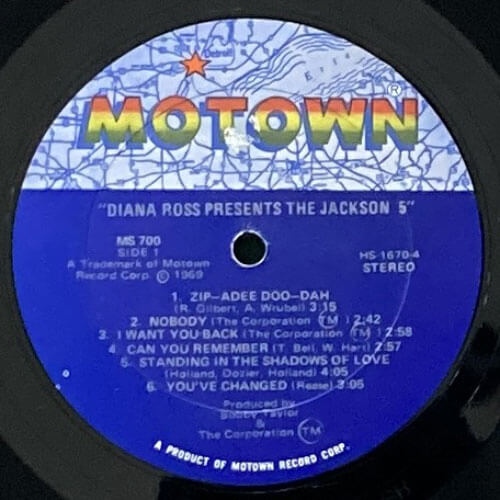 Detroit
ERIE
MOTOWN®
"DIANA ROSS PRESENTS THE JACKSON 5"
MS 700
SIDE 1
A Trademark of Motown
Record Corp. © 1969
HS 1670-4
STEREO
1. ZIP-ADEE DOO-DAH
(R. Gilbert, A. Wrubel) 3:15
2. NOBODY (The Corporation TM) 2:42
3. I WANT YOU BACK (The Corporation TM) 2:58
4. CAN YOU REMEMBER (T. Bell, W. Hart) 2:57
5. STANDING IN THE SHADOWS OF LOVE
(Holland, Dozier, Holland) 4:05
6. YOU'VE CHANGED (Reese) 3:05
Produced by
Bobby Taylor
&
The Corporation TM
A PRODUCT OF MOTOWN RECORD CORP.